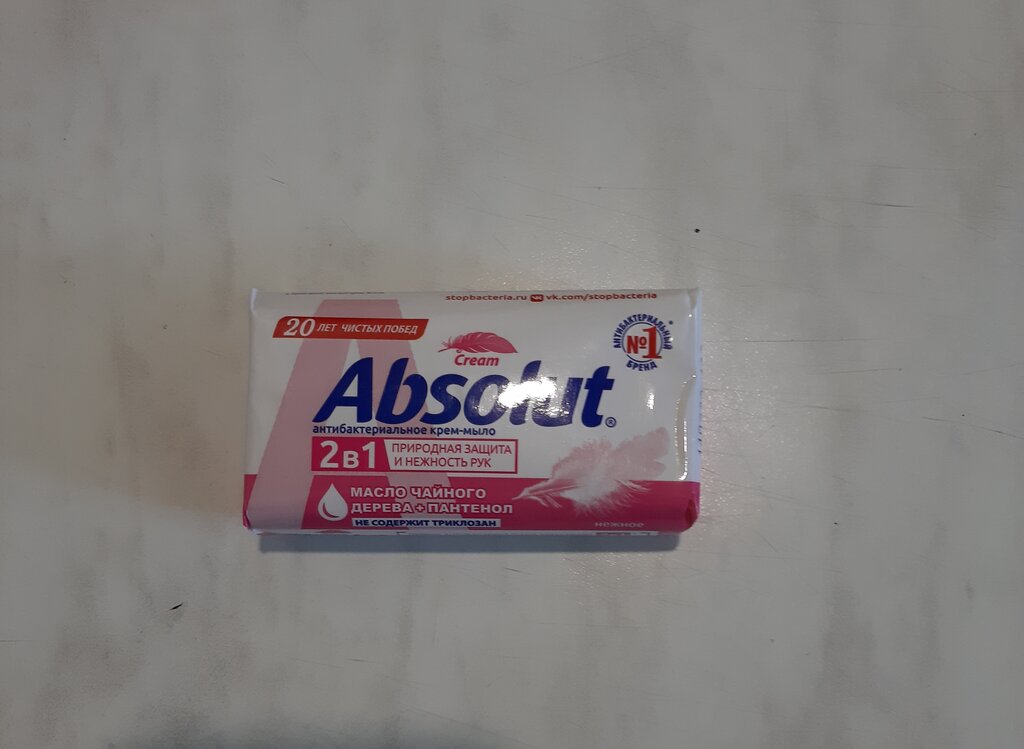 stopbacteria.ru vk.com/stopbacteria
20 ЛЕТ ЧИСТЫХ ПОБЕД
АНТИБАКТЕРИАЛЬНЫЙ
№1
БРЕНД
Cream
Absolut®
антибактериальное крем-мыло
2в1
ПРИРОДНАЯ ЗАЩИТА
И НЕЖНОСТЬ РУК
МАСЛО ЧАЙНОГО
ДЕРЕВА+ПАНТЕНОЛ
НЕ СОДЕРЖИТ ТРИКЛОЗАН
нежное